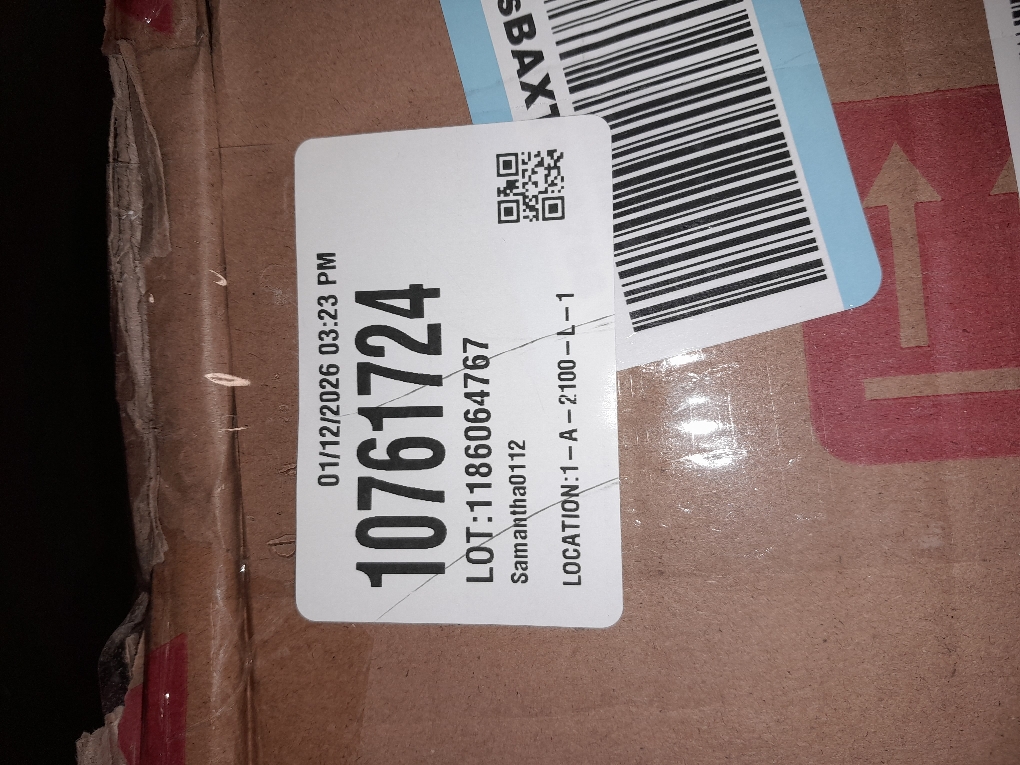 sBAX
01/12/2026 03:23 PM
10761724
LOT:1186064767
Samantha0112
LOCATION:1-A-2100-L-1